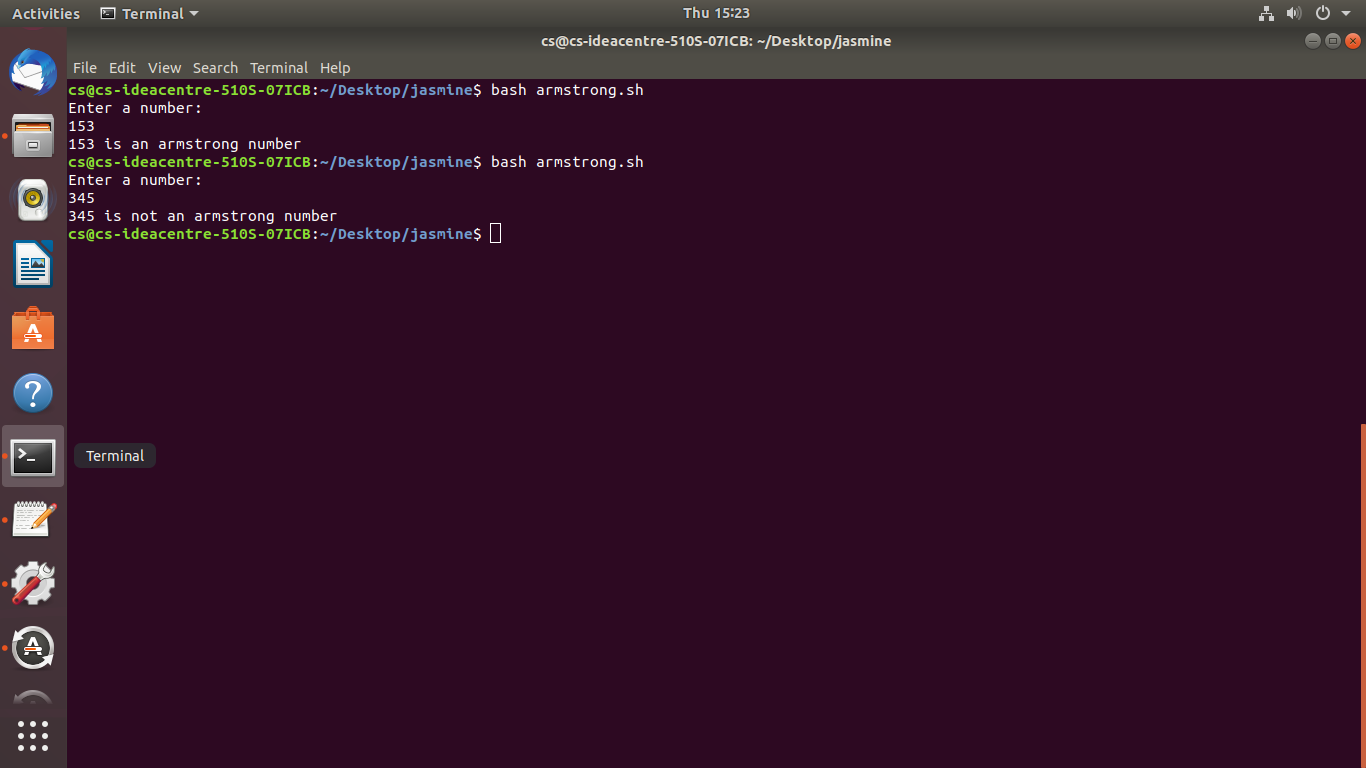 Activities Terminal Thu 15:23
cs@cs-ideacentre-510S-07ICB: ~/Desktop/jasmine
File Edit View Search Terminal Help
cs@cs-ideacentre-510S-07ICB:~/Desktop/jasmine$ bash armstrong.sh
Enter a number:
153
153 is an armstrong number
cs@cs-ideacentre-510S-07ICB:~/Desktop/jasmine$ bash armstrong.sh
Enter a number:
345
345 is not an armstrong number
cs@cs-ideacentre-510S-07ICB:~/Desktop/jasmine$
Terminal